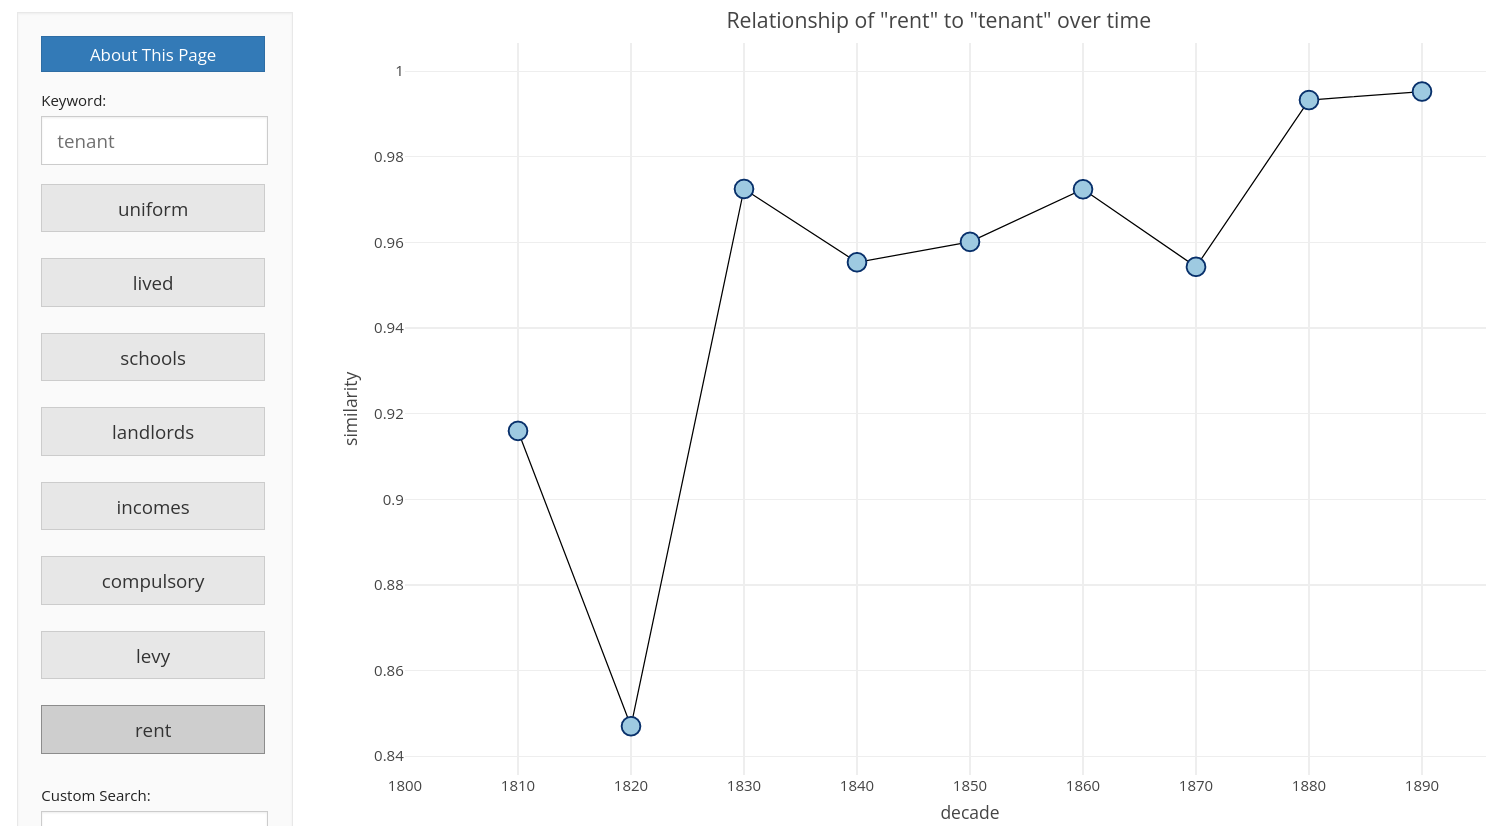 About This Page
Keyword:
tenant
uniform
lived
schools
landlords
incomes
compulsory
levy
rent
Custom Search:
Relationship of "rent" to "tenant" over time
similarity
1
0.98
0.96
0.94
0.92
0.9
0.88
0.86
0.84
1800 1810 1820 1830 1840 1850 1860 1870 1880 1890
decade